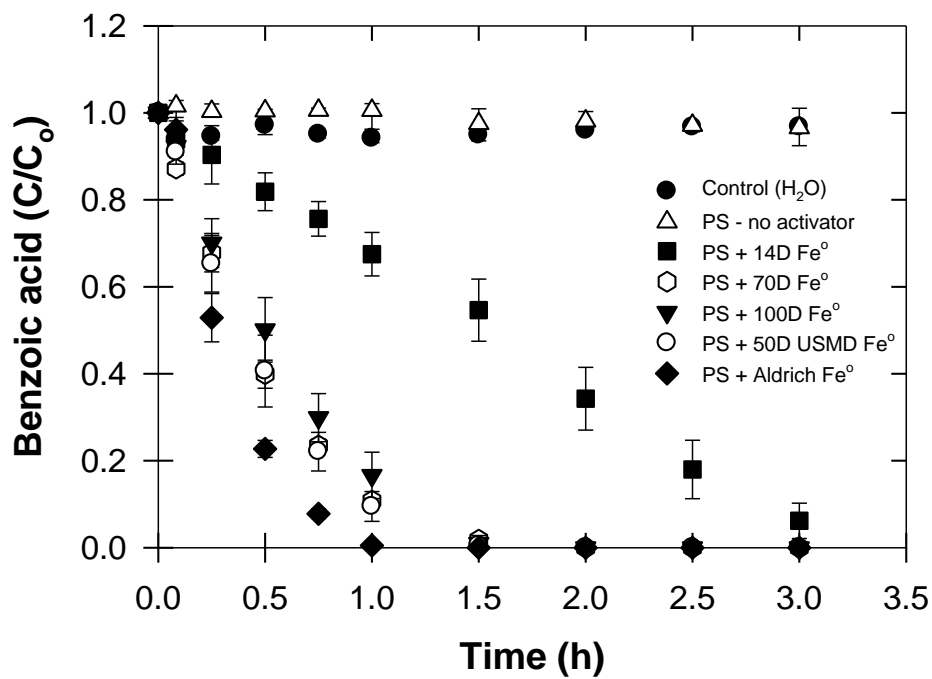 1.2
1.0
0.8
0.6
0.4
0.2
0.0
Benzoic acid (C/Co)
Control (H2O)
PS - no activator
PS + 14D Feo
PS + 70D Feo
PS + 100D Feo
PS + 50D USMD Feo
PS + Aldrich Feo
0.0 0.5 1.0 1.5 2.0 2.5 3.0 3.5
Time (h)